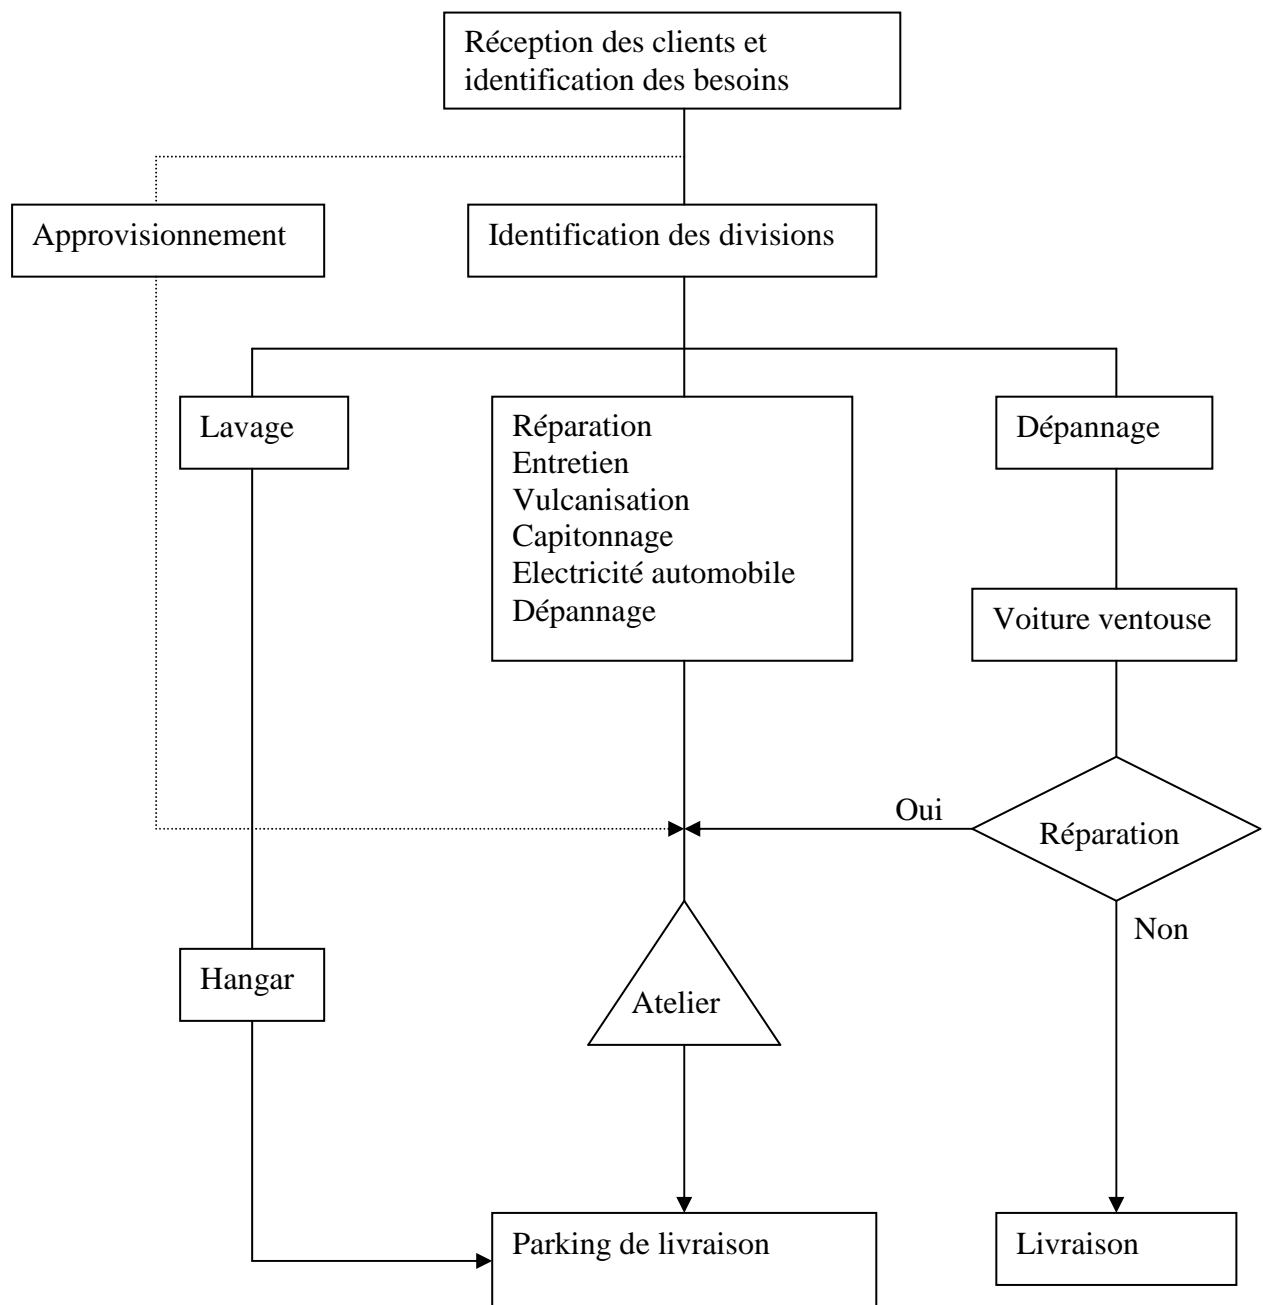 Réception des clients et
identification des besoins
Approvisionnement
Identification des divisions
Lavage
Réparation
Entretien
Vulcanisation
Capitonnage
Electricité automobile
Dépannage
Dépannage
Voiture ventouse
Oui
Réparation
Non
Hangar
Atelier
Parking de livraison
Livraison